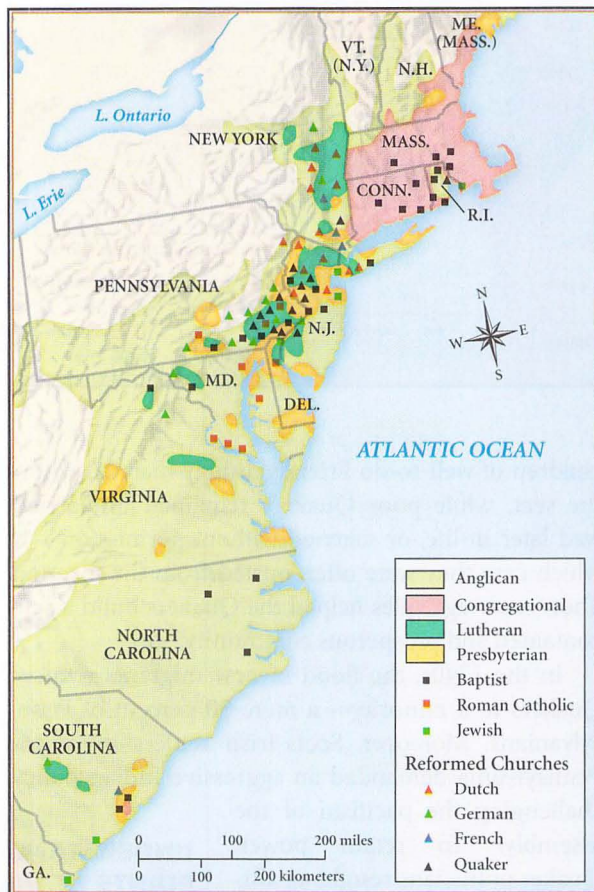 ME.
(MASS.)
VT.
(N.Y.)
N.H.
L. Ontario
NEW YORK
MASS.
CONN.
R.I.
L. Erie
PENNSYLVANIA
N.J.
MD.
DEL.
N
W E
S
ATLANTIC OCEAN
VIRGINIA
NORTH
CAROLINA
SOUTH
CAROLINA
GA.
Anglican
Congregational
Lutheran
Presbyterian
Baptist
Roman Catholic
Jewish
Reformed Churches
Dutch
German
French
Quaker
0 100 200 miles
0 100 200 kilometers